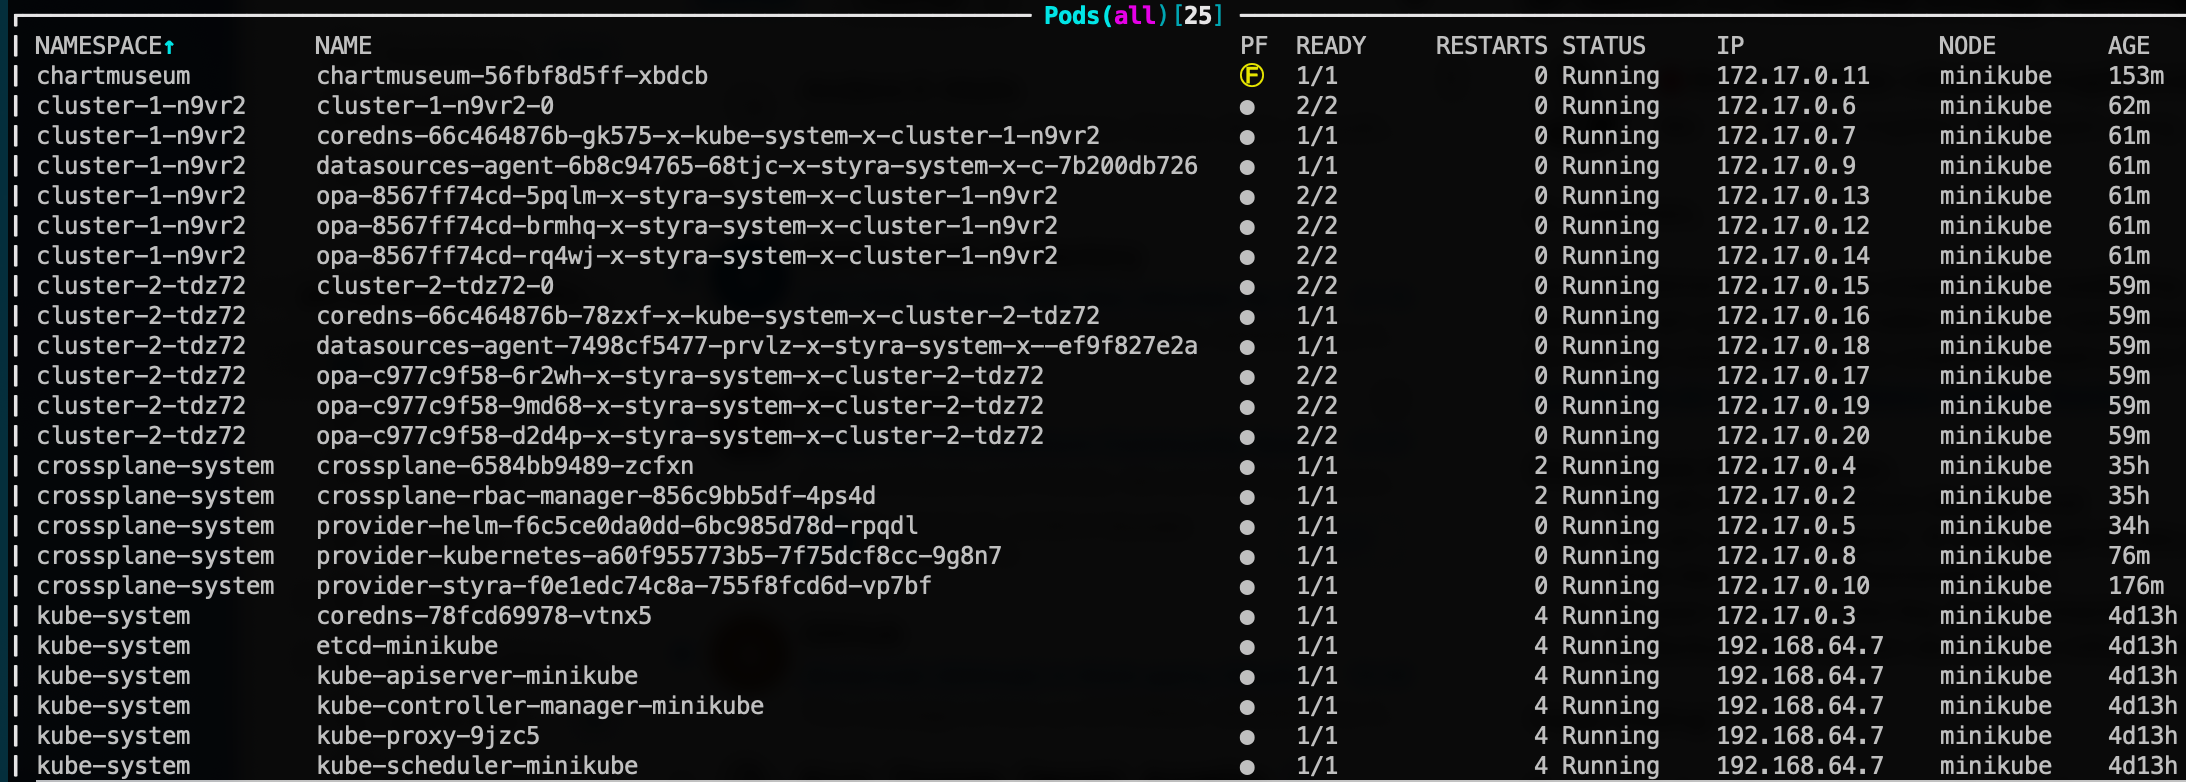 Pods(all)[25]
NAMESPACE↑ NAME PF READY RESTARTS STATUS IP NODE AGE
chartmuseum chartmuseum-56fbf8d5ff-xbdcb Ⓕ 1/1 0 Running 172.17.0.11 minikube 153m
cluster-1-n9vr2 cluster-1-n9vr2-0 ● 2/2 0 Running 172.17.0.6 minikube 62m
cluster-1-n9vr2 coredns-66c464876b-gk575-x-kube-system-x-cluster-1-n9vr2 ● 1/1 0 Running 172.17.0.7 minikube 61m
cluster-1-n9vr2 datasources-agent-6b8c94765-68tjc-x-styra-system-x-c-7b200db726 ● 1/1 0 Running 172.17.0.9 minikube 61m
cluster-1-n9vr2 opa-8567ff74cd-5pqlm-x-styra-system-x-cluster-1-n9vr2 ● 2/2 0 Running 172.17.0.13 minikube 61m
cluster-1-n9vr2 opa-8567ff74cd-brmhq-x-styra-system-x-cluster-1-n9vr2 ● 2/2 0 Running 172.17.0.12 minikube 61m
cluster-1-n9vr2 opa-8567ff74cd-rq4wj-x-styra-system-x-cluster-1-n9vr2 ● 2/2 0 Running 172.17.0.14 minikube 61m
cluster-2-tdz72 cluster-2-tdz72-0 ● 2/2 0 Running 172.17.0.15 minikube 59m
cluster-2-tdz72 coredns-66c464876b-78zxf-x-kube-system-x-cluster-2-tdz72 ● 1/1 0 Running 172.17.0.16 minikube 59m
cluster-2-tdz72 datasources-agent-7498cf5477-prvlz-x-styra-system-x--ef9f827e2a ● 1/1 0 Running 172.17.0.18 minikube 59m
cluster-2-tdz72 opa-c977c9f58-6r2wh-x-styra-system-x-cluster-2-tdz72 ● 2/2 0 Running 172.17.0.17 minikube 59m
cluster-2-tdz72 opa-c977c9f58-9md68-x-styra-system-x-cluster-2-tdz72 ● 2/2 0 Running 172.17.0.19 minikube 59m
cluster-2-tdz72 opa-c977c9f58-d2d4p-x-styra-system-x-cluster-2-tdz72 ● 2/2 0 Running 172.17.0.20 minikube 59m
crossplane-system crossplane-6584bb9489-zcfxn ● 1/1 2 Running 172.17.0.4 minikube 35h
crossplane-system crossplane-rbac-manager-856c9bb5df-4ps4d ● 1/1 2 Running 172.17.0.2 minikube 35h
crossplane-system provider-helm-f6c5ce0da0dd-6bc985d78d-rpqdl ● 1/1 0 Running 172.17.0.5 minikube 34h
crossplane-system provider-kubernetes-a60f955773b5-7f75dcf8cc-9g8n7 ● 1/1 0 Running 172.17.0.8 minikube 76m
crossplane-system provider-styra-f0e1edc74c8a-755f8fcd6d-vp7bf ● 1/1 0 Running 172.17.0.10 minikube 176m
kube-system coredns-78fcd69978-vtnx5 ● 1/1 4 Running 172.17.0.3 minikube 4d13h
kube-system etcd-minikube ● 1/1 4 Running 192.168.64.7 minikube 4d13h
kube-system kube-apiserver-minikube ● 1/1 4 Running 192.168.64.7 minikube 4d13h
kube-system kube-controller-manager-minikube ● 1/1 4 Running 192.168.64.7 minikube 4d13h
kube-system kube-proxy-9jzc5 ● 1/1 4 Running 192.168.64.7 minikube 4d13h
kube-system kube-scheduler-minikube ● 1/1 4 Running 192.168.64.7 minikube 4d13h